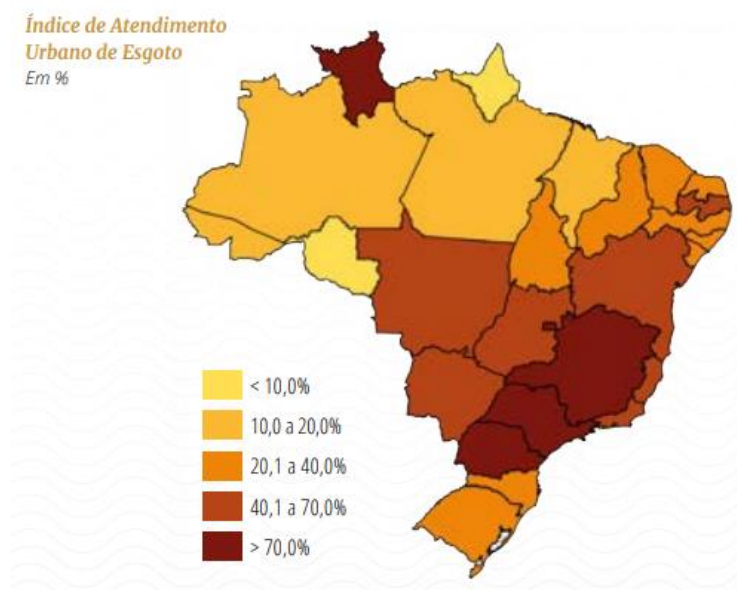 Índice de Atendimento
Urbano de Esgoto
Em %
< 10,0%
10,0 a 20,0%
20,1 a 40,0%
40,1 a 70,0%
> 70,0%